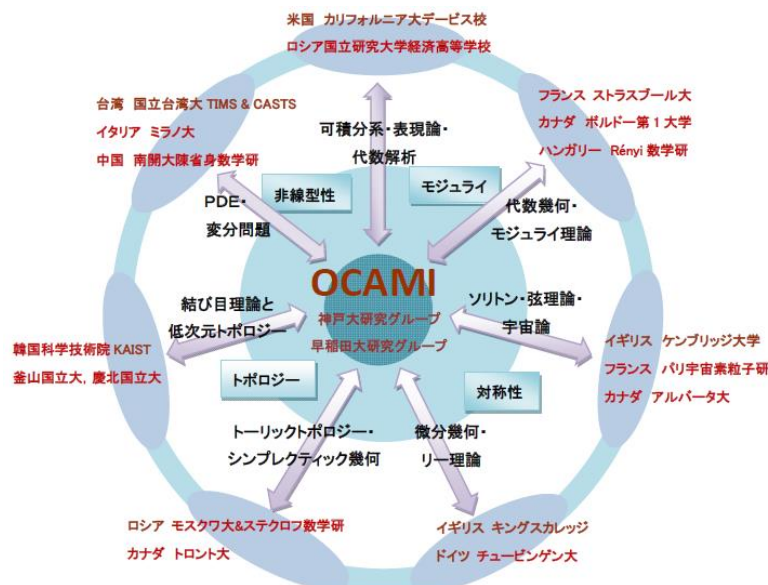 米国 カリフォルニア大デービス校
ロシア国立研究大学経済高等学校
台湾 国立台湾大 TIMS & CASTS
イタリア ミラノ大
中国 南開大陳省身数学研
フランス ストラスブール大
カナダ ボルドー第1大学
ハンガリー Rényi 数学研
可積分系・表現論・
代数解析
非線型性
モジュライ
PDE・
変分問題
代数幾何・
モジュライ理論
OCAMI
神戸大研究グループ
早稲田大研究グループ
結び目理論と
低次元トポロジー
ソリトン・弦理論・
宇宙論
韓国科学技術院 KAIST
釜山国立大, 慶北国立大
イギリス ケンブリッジ大学
フランス パリ宇宙素粒子研
カナダ アルバータ大
トポロジー
対称性
トーリックトポロジー・
シンプレクティック幾何
微分幾何・
リー理論
ロシア モスクワ大&ステクロフ数学研
カナダ トロント大
イギリス キングスカレッジ
ドイツ チュービンゲン大